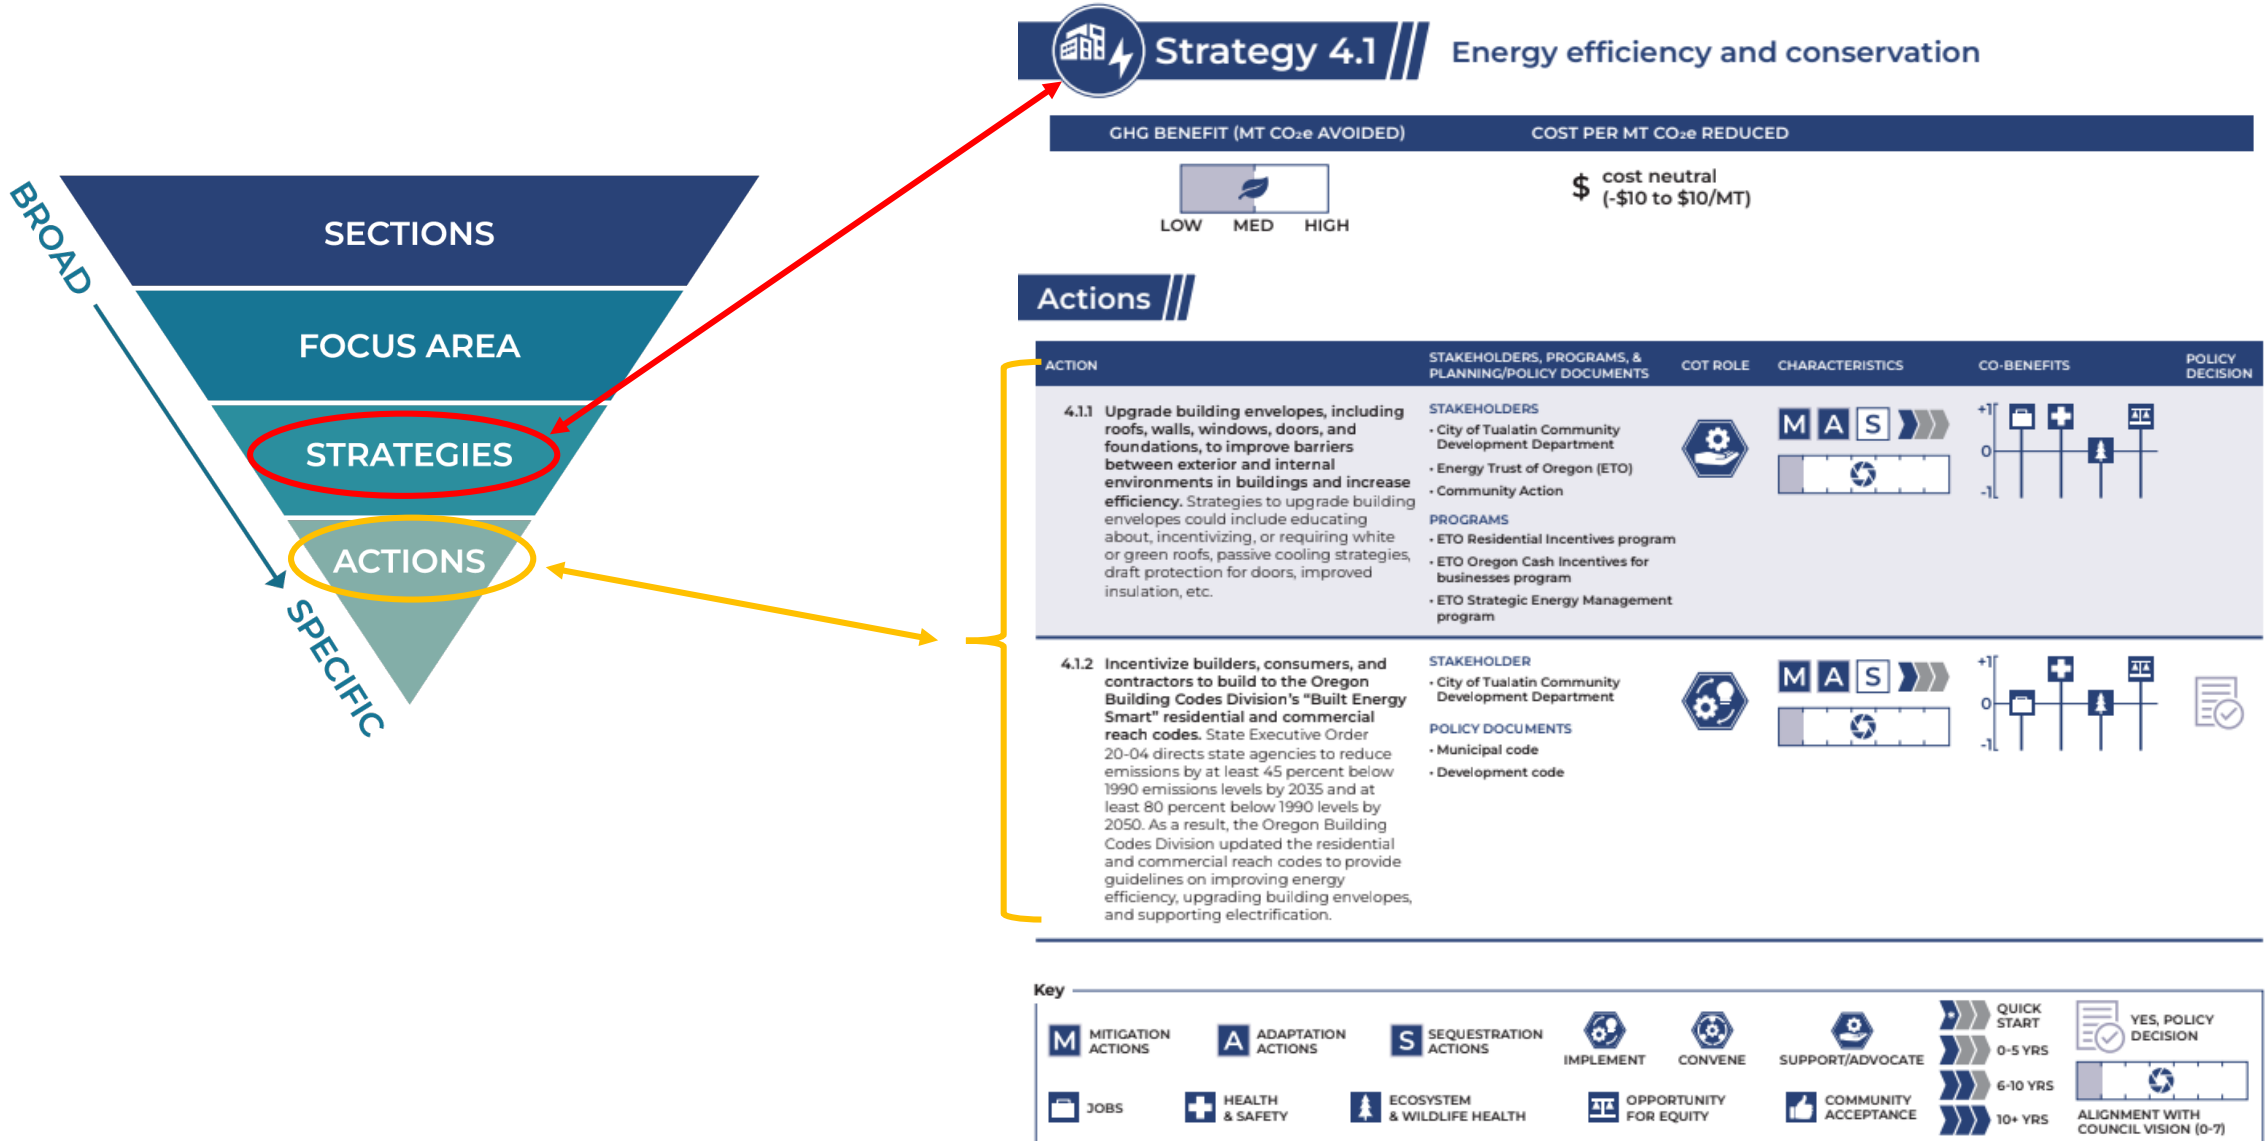 BROAD
SPECIFIC
SECTIONS
FOCUS AREA
STRATEGIES
ACTIONS
Strategy 4.1
Energy efficiency and conservation
GHG BENEFIT (MT CO₂e AVOIDED)
COST PER MT CO₂e REDUCED
LOW MED HIGH
$ cost neutral
(-$10 to $10/MT)
Actions
ACTION
STAKEHOLDERS, PROGRAMS, &
PLANNING/POLICY DOCUMENTS
COT ROLE
CHARACTERISTICS
CO-BENEFITS
POLICY
DECISION
4.1.1 Upgrade building envelopes, including
roofs, walls, windows, doors, and
foundations, to improve barriers
between exterior and internal
environments in buildings and increase
efficiency. Strategies to upgrade building
envelopes could include educating
about, incentivizing, or requiring white
or green roofs, passive cooling strategies,
draft protection for doors, improved
insulation, etc.
STAKEHOLDERS
• City of Tualatin Community
Development Department
• Energy Trust of Oregon (ETO)
• Community Action
PROGRAMS
• ETO Residential Incentives program
• ETO Oregon Cash Incentives for
businesses program
• ETO Strategic Energy Management
program
M A S
+1
0
-1
4.1.2 Incentivize builders, consumers, and
contractors to build to the Oregon
Building Codes Division's "Built Energy
Smart" residential and commercial
reach codes. State Executive Order
20-04 directs state agencies to reduce
emissions by at least 45 percent below
1990 emissions levels by 2035 and at
least 80 percent below 1990 levels by
2050. As a result, the Oregon Building
Codes Division updated the residential
and commercial reach codes to provide
guidelines on improving energy
efficiency, upgrading building envelopes,
and supporting electrification.
STAKEHOLDER
• City of Tualatin Community
Development Department
POLICY DOCUMENTS
• Municipal code
• Development code
M A S
+1
0
-1
Key
M MITIGATION
ACTIONS
A ADAPTATION
ACTIONS
S SEQUESTRATION
ACTIONS
IMPLEMENT
CONVENE
SUPPORT/ADVOCATE
QUICK
START
0-5 YRS
6-10 YRS
10+ YRS
YES, POLICY
DECISION
ALIGNMENT WITH
COUNCIL VISION (0-7)
JOBS
HEALTH
& SAFETY
ECOSYSTEM
& WILDLIFE HEALTH
OPPORTUNITY
FOR EQUITY
COMMUNITY
ACCEPTANCE